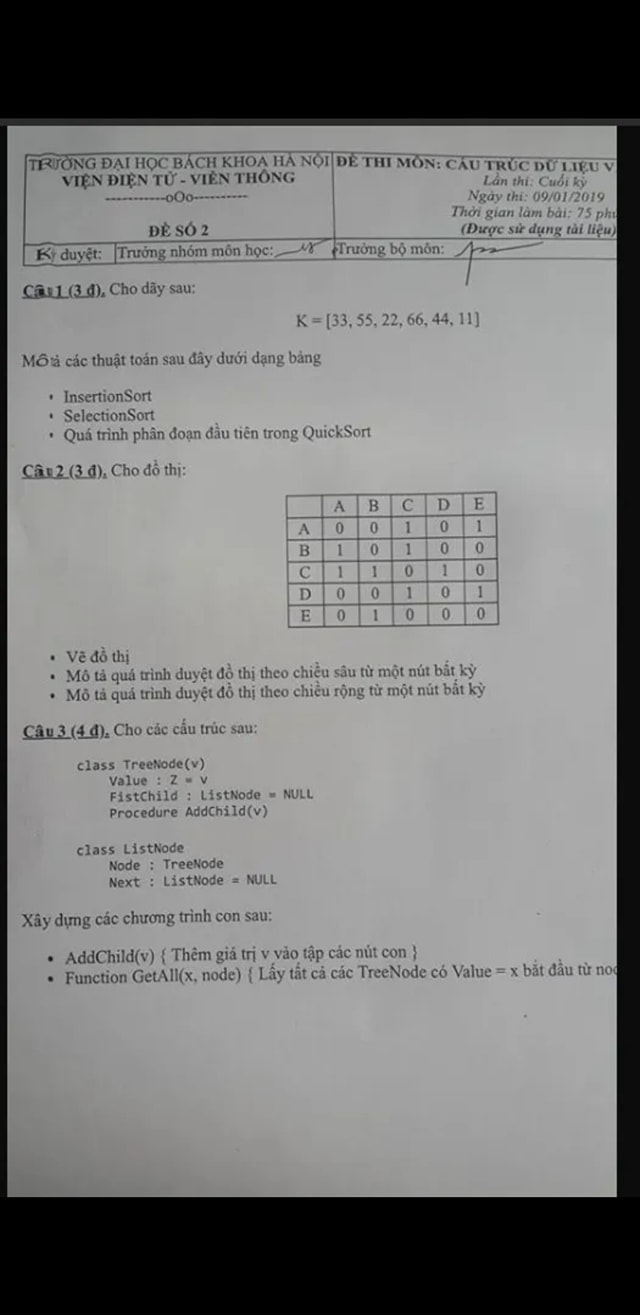 TRƯỜNG ĐẠI HỌC BÁCH KHOA HÀ NỘI
VIỆN ĐIỆN TỬ - VIỄN THÔNG
-----------oOo----------
ĐỀ SỐ 2
ĐỀ THI MÔN: CẤU TRÚC DỮ LIỆU V
Lần thi: Cuối kỳ
Ngày thi: 09/01/2019
Thời gian làm bài: 75 phú
(Được sử dụng tài liệu)
Ký duyệt: Trưởng nhóm môn học: Trưởng bộ môn:
Câu 1 (3 đ). Cho dãy sau:
K = [33, 55, 22, 66, 44, 11]
Mô tả các thuật toán sau đây dưới dạng bảng
• InsertionSort
• SelectionSort
• Quá trình phân đoạn đầu tiên trong QuickSort
Câu 2 (3 đ). Cho đồ thị:
A B C D E
A 0 0 1 0 1
B 1 0 1 0 0
C 1 1 0 1 0
D 0 0 1 0 1
E 0 1 0 0 0
• Vẽ đồ thị
• Mô tả quá trình duyệt đồ thị theo chiều sâu từ một nút bất kỳ
• Mô tả quá trình duyệt đồ thị theo chiều rộng từ một nút bất kỳ
Câu 3 (4 đ). Cho các cấu trúc sau:
class TreeNode(v)
Value : Z = v
FistChild : ListNode = NULL
Procedure AddChild(v)
class ListNode
Node : TreeNode
Next : ListNode = NULL
Xây dựng các chương trình con sau:
• AddChild(v) { Thêm giá trị v vào tập các nút con }
• Function GetAll(x, node) { Lấy tất cả các TreeNode có Value = x bắt đầu từ nod